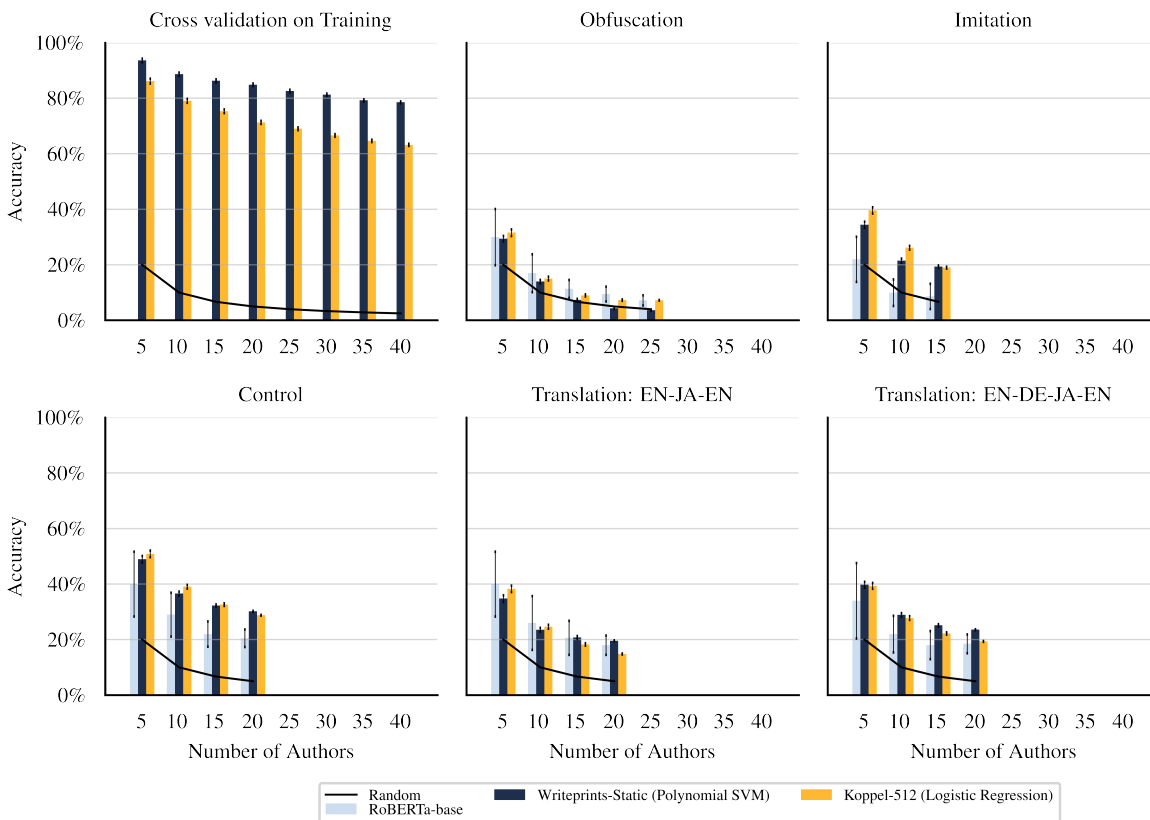 Cross validation on Training
Obfuscation
Imitation
100%
80%
60%
40%
20%
0%
Accuracy
5 10 15 20 25 30 35 40
5 10 15 20 25 30 35 40
5 10 15 20 25 30 35 40
Control
Translation: EN-JA-EN
Translation: EN-DE-JA-EN
100%
80%
60%
40%
20%
0%
Accuracy
5 10 15 20 25 30 35 40
5 10 15 20 25 30 35 40
5 10 15 20 25 30 35 40
Number of Authors
Number of Authors
Number of Authors
Random
RoBERTa-base
Writeprints-Static (Polynomial SVM)
Koppel-512 (Logistic Regression)